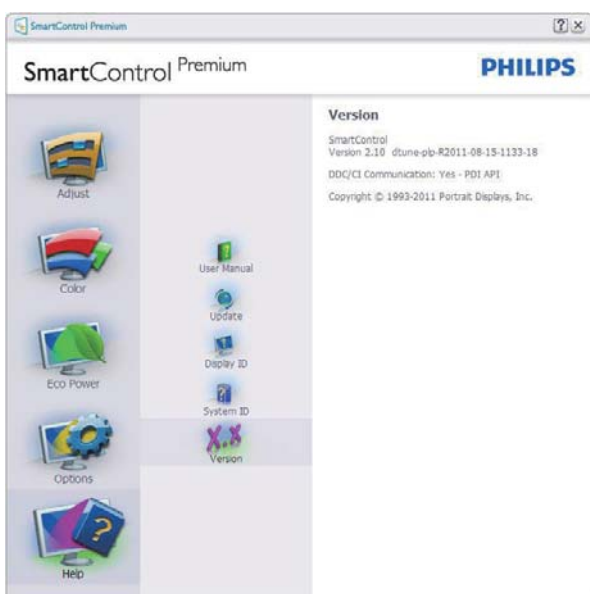 SmartControl Premium
SmartControl Premium
PHILIPS
Adjust
Color
Eco Power
Options
Help
User Manual
Update
Display ID
System ID
X.X
Version
Version
SmartControl
Version 2.10 dtune-plp-R2011-08-15-1133-18
DDC/CI Communication: Yes - PDI API
Copyright © 1993-2011 Portrait Displays, Inc.